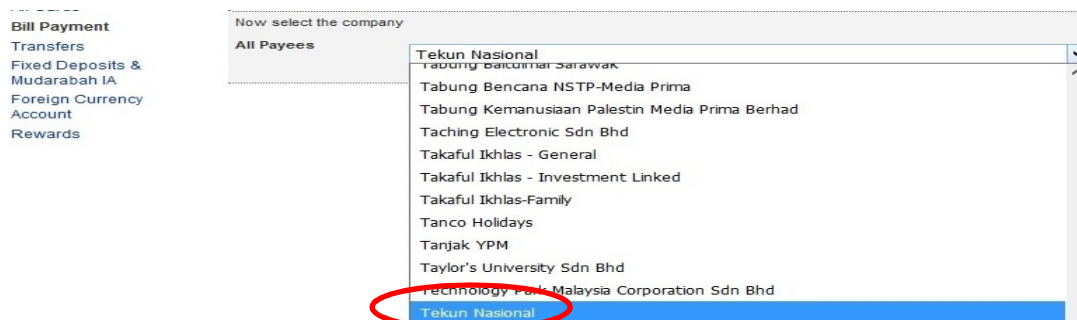 Bill Payment
Transfers
Fixed Deposits &
Mudarabah IA
Foreign Currency
Account
Rewards
Now select the company
All Payees
Tekun Nasional
Tabung Baitulmal Sarawak
Tabung Bencana NSTP-Media Prima
Tabung Kemanusiaan Palestin Media Prima Berhad
Taching Electronic Sdn Bhd
Takaful Ikhlas - General
Takaful Ikhlas - Investment Linked
Takaful Ikhlas-Family
Tanco Holidays
Tanjak YPM
Taylor's University Sdn Bhd
Technology Park Malaysia Corporation Sdn Bhd
Tekun Nasional